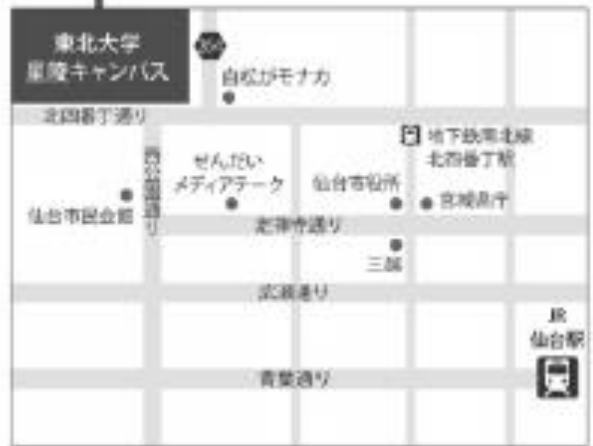 東北大学
星陵キャンパス
白松がモナカ
北四番丁通り
地下鉄南北線
北四番丁駅
西公園通り
せんだい
メディアテーク
仙台市役所
宮城県庁
仙台市民会館
定禅寺通り
三越
広瀬通り
JR
仙台駅
青葉通り